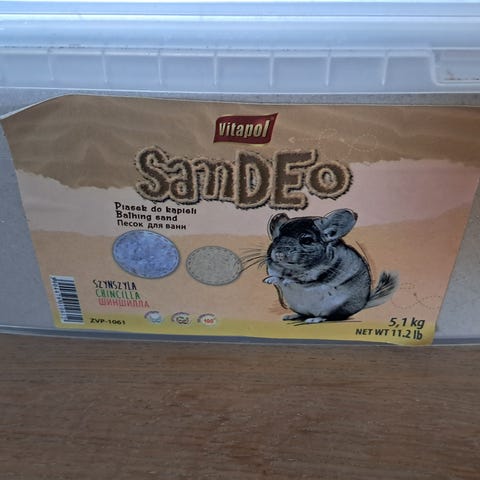 Vitapol
SanDEo
Piasek do kąpieli
Bathing sand
Песок для ванн
SZYNSZYLA
CHINCILLA
ШИНШИЛЛА
ZVP-1061
5,1 kg
NET WT 11.2 lb